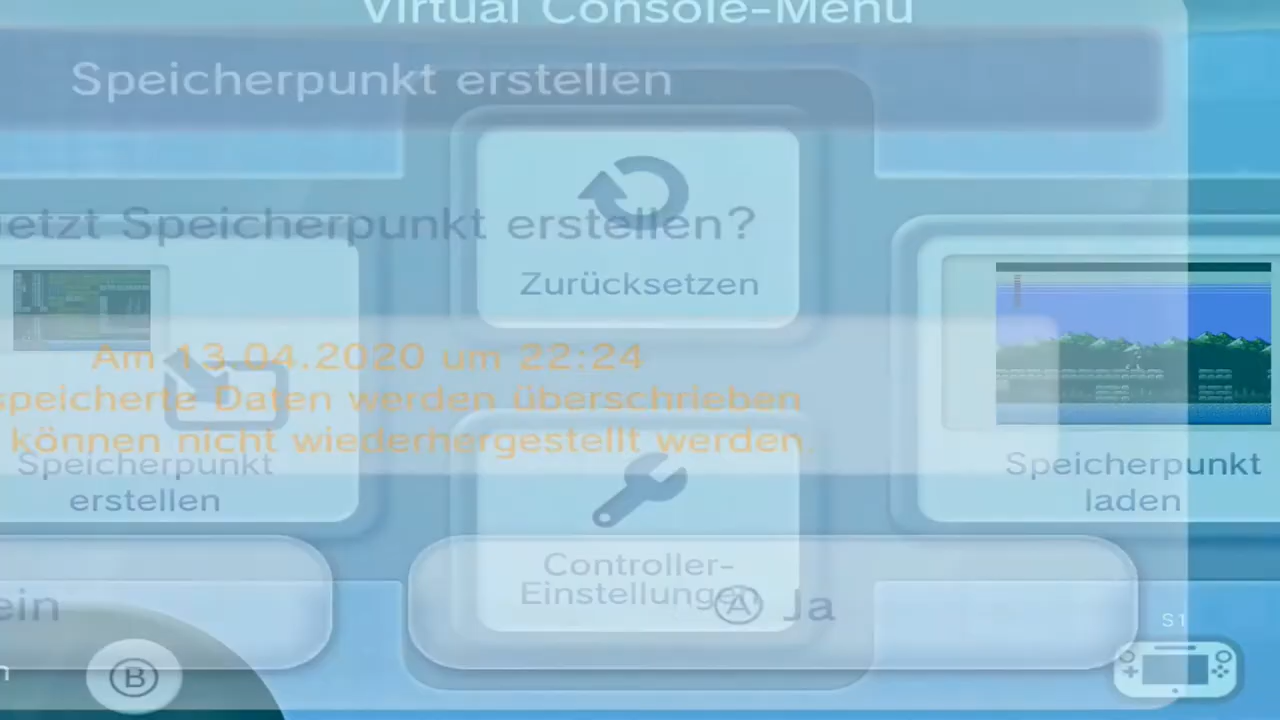 Virtual Console-Menü
Speicherpunkt erstellen
etzt Speicherpunkt erstellen?
Zurücksetzen
Am 13.04.2020 um 22:24
speicherte Daten werden überschrieben
können nicht wiederhergestellt werden.
Speicherpunkt
erstellen
Speicherpunkt
laden
Controller-
Einstellungen
ein
A Ja
S1
n
B